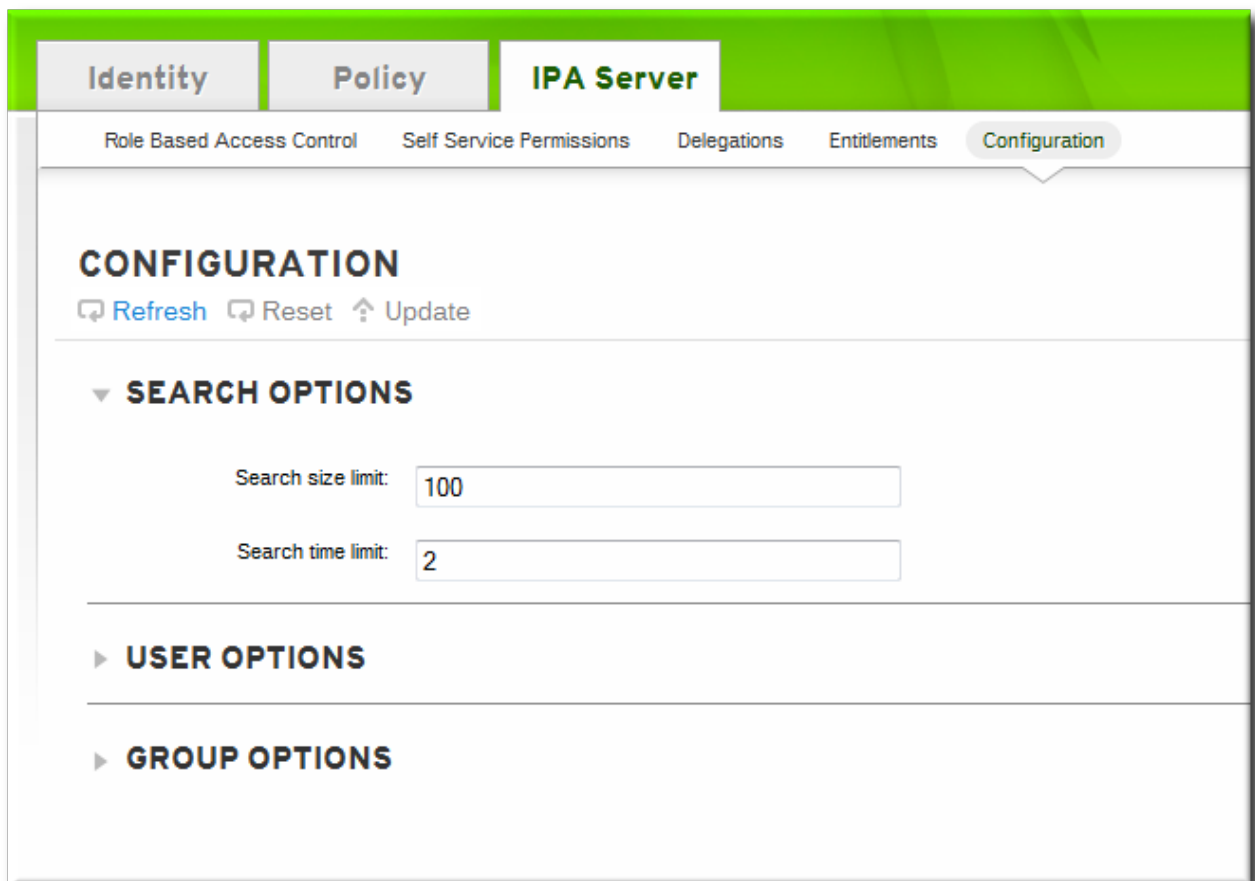 Identity Policy IPA Server
Role Based Access Control Self Service Permissions Delegations Entitlements Configuration
CONFIGURATION
Refresh Reset Update
SEARCH OPTIONS
Search size limit: 100
Search time limit: 2
USER OPTIONS
GROUP OPTIONS